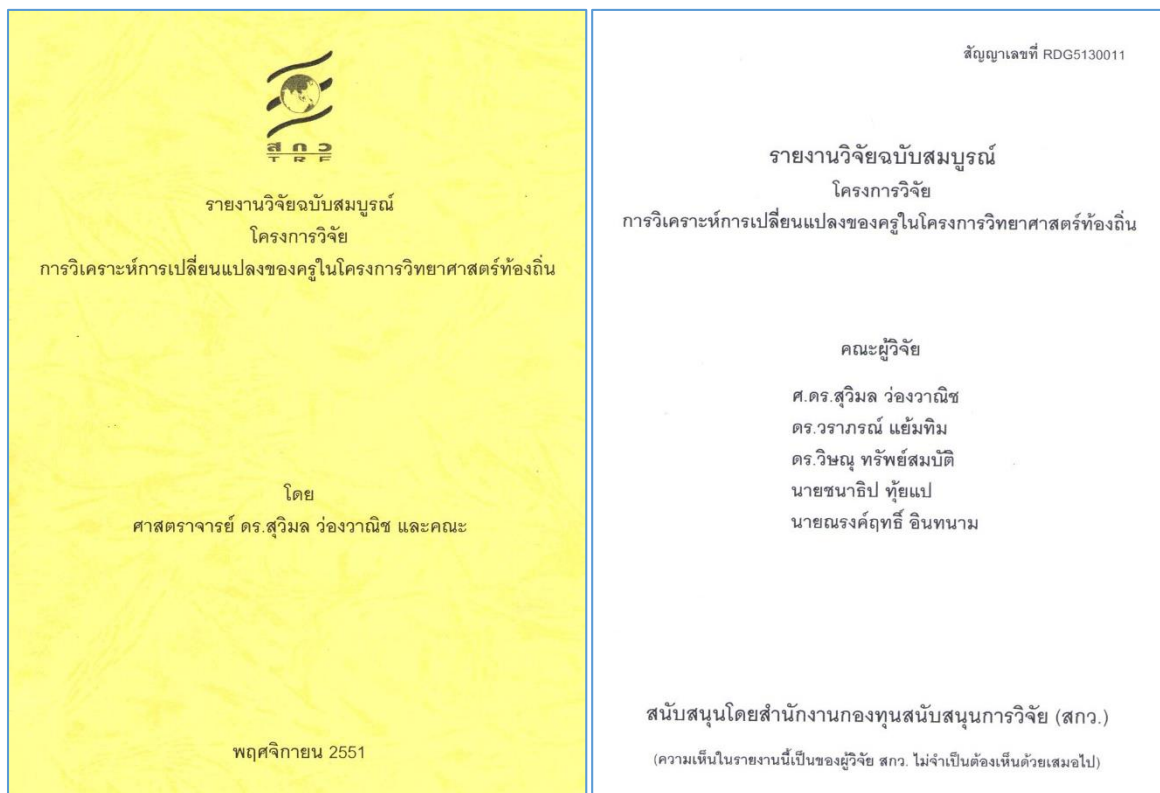 สกว
TRF
รายงานวิจัยฉบับสมบูรณ์
โครงการวิจัย
การวิเคราะห์การเปลี่ยนแปลงของครูในโครงการวิทยาศาสตร์ท้องถิ่น
โดย
ศาสตราจารย์ ดร.สุวิมล ว่องวาณิช และคณะ
พฤศจิกายน 2551
สัญญาเลขที่ RDG5130011
รายงานวิจัยฉบับสมบูรณ์
โครงการวิจัย
การวิเคราะห์การเปลี่ยนแปลงของครูในโครงการวิทยาศาสตร์ท้องถิ่น
คณะผู้วิจัย
ศ.ดร.สุวิมล ว่องวาณิช
ดร.วราภรณ์ แย้มทิม
ดร.วิษณุ ทรัพย์สมบัติ
นายชนาธิป ทุ้ยแป
นายณรงค์ฤทธิ์ อินทนาม
สนับสนุนโดยสำนักงานกองทุนสนับสนุนการวิจัย (สกว.)
(ความเห็นในรายงานนี้เป็นของผู้วิจัย สกว. ไม่จำเป็นต้องเห็นด้วยเสมอไป)